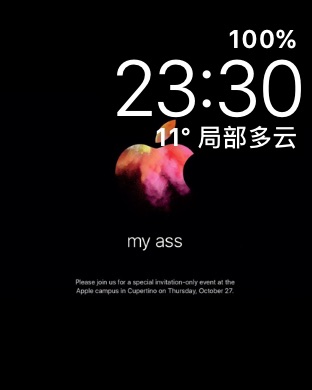 100%
23:30
11° 局部多云
my ass
Please join us for a special invitation-only event at the
Apple campus in Cupertino on Thursday, October 27.